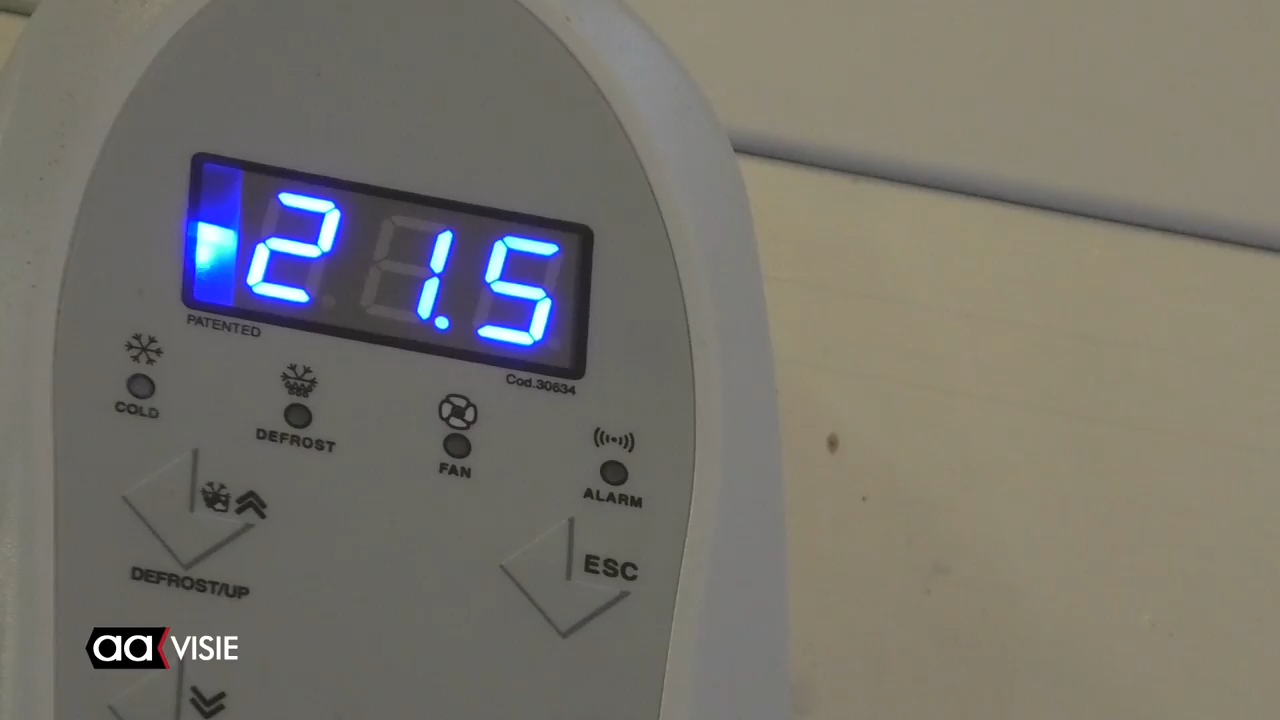 21.5
PATENTED
Cod.30634
COLD
DEFROST
FAN
ALARM
ESC
DEFROST/UP
aa VISIE